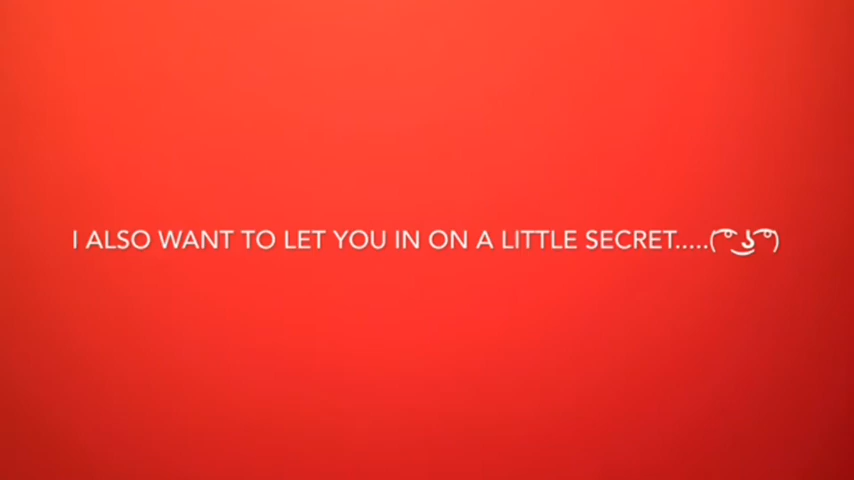 I ALSO WANT TO LET YOU IN ON A LITTLE SECRET.....( ͡° ͜ʖ ͡°)